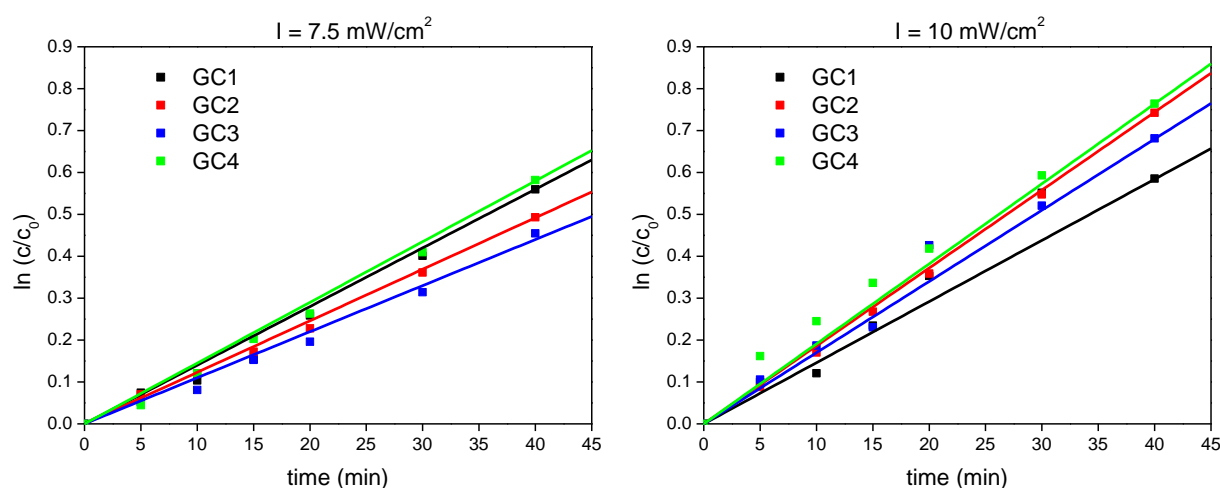 I = 7.5 mW/cm²
0.9
0.8
0.7
0.6
0.5
0.4
0.3
0.2
0.1
0.0
ln (c/c₀)
GC1
GC2
GC3
GC4
0 5 10 15 20 25 30 35 40 45
time (min)
I = 10 mW/cm²
0.9
0.8
0.7
0.6
0.5
0.4
0.3
0.2
0.1
0.0
ln (c/c₀)
GC1
GC2
GC3
GC4
0 5 10 15 20 25 30 35 40 45
time (min)